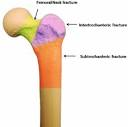 Femoral Neck fracture
Intertrochanteric fracture
Subtrochanteric fracture